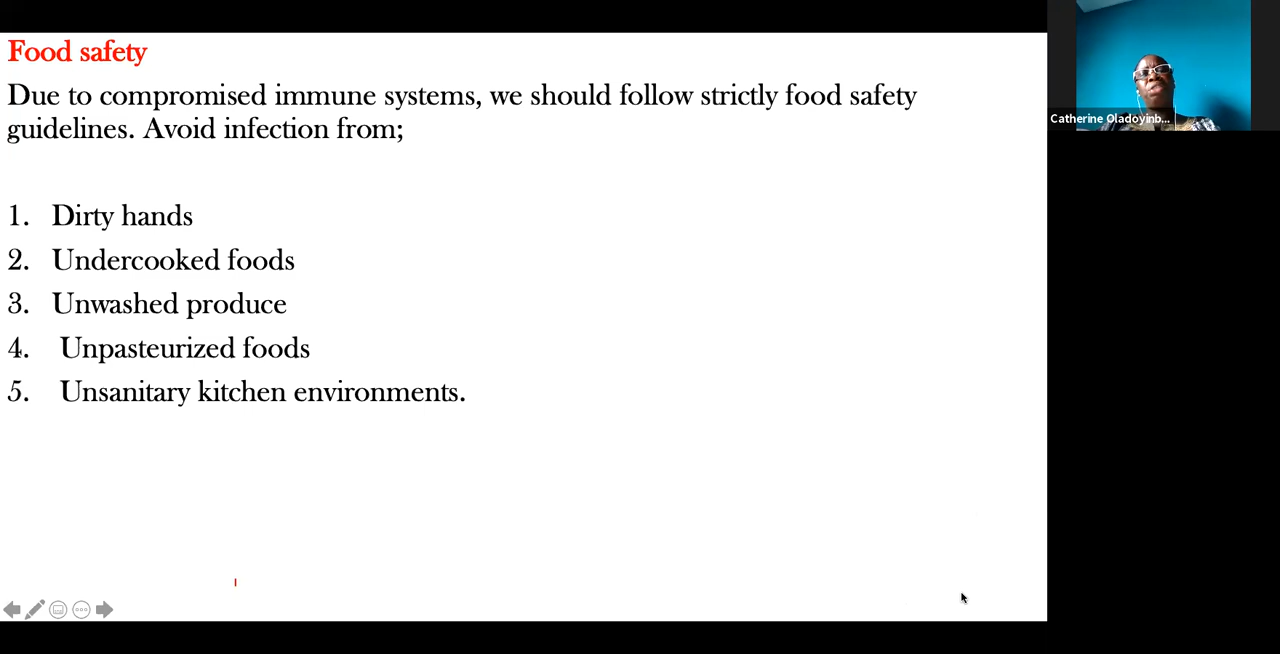 Food safety
Due to compromised immune systems, we should follow strictly food safety
guidelines. Avoid infection from;
1. Dirty hands
2. Undercooked foods
3. Unwashed produce
4. Unpasteurized foods
5. Unsanitary kitchen environments.
Catherine Oladoyinb...